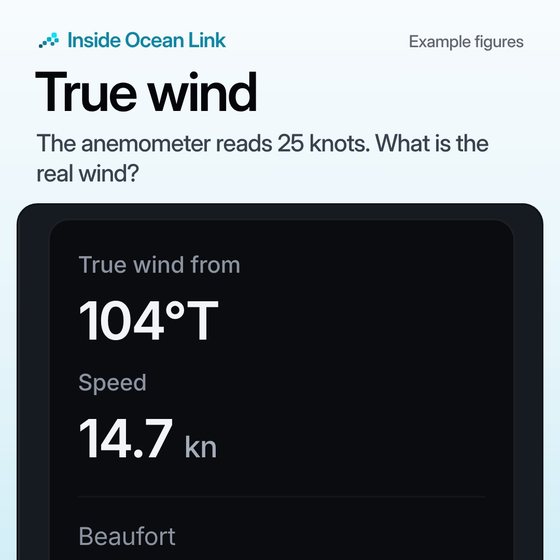 Inside Ocean Link
Example figures
True wind
The anemometer reads 25 knots. What is the
real wind?
True wind from
104°T
Speed
14.7 kn
Beaufort